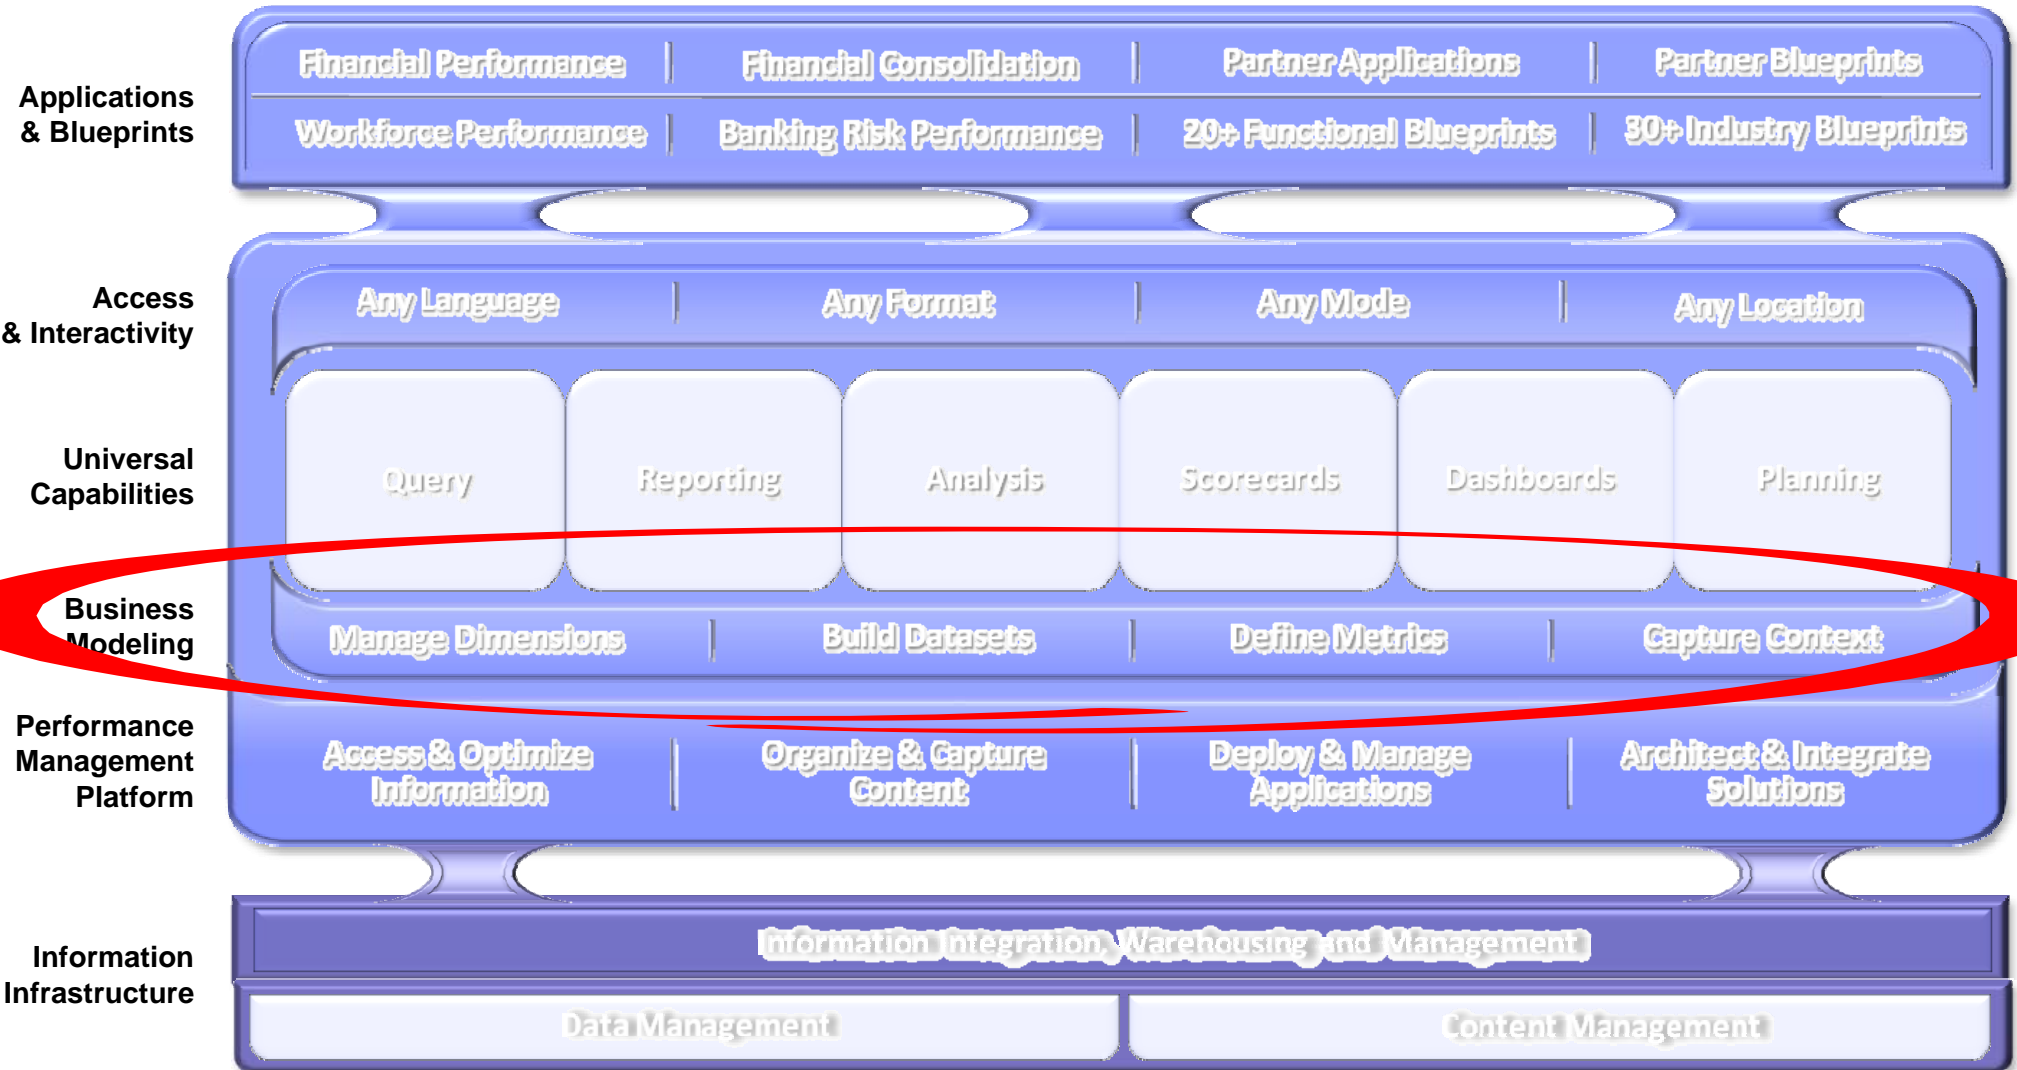 Applications
& Blueprints
Financial Performance
Financial Consolidation
Partner Applications
Partner Blueprints
Workforce Performance
Banking Risk Performance
20+ Functional Blueprints
30+ Industry Blueprints
Access
& Interactivity
Any Language
Any Format
Any Mode
Any Location
Universal
Capabilities
Query
Reporting
Analysis
Scorecards
Dashboards
Planning
Business
Modeling
Manage Dimensions
Build Datasets
Define Metrics
Capture Context
Performance
Management
Platform
Access & Optimize
Information
Organize & Capture
Content
Deploy & Manage
Applications
Architect & Integrate
Solutions
Information
Infrastructure
Information Integration, Warehousing and Management
Data Management
Content Management